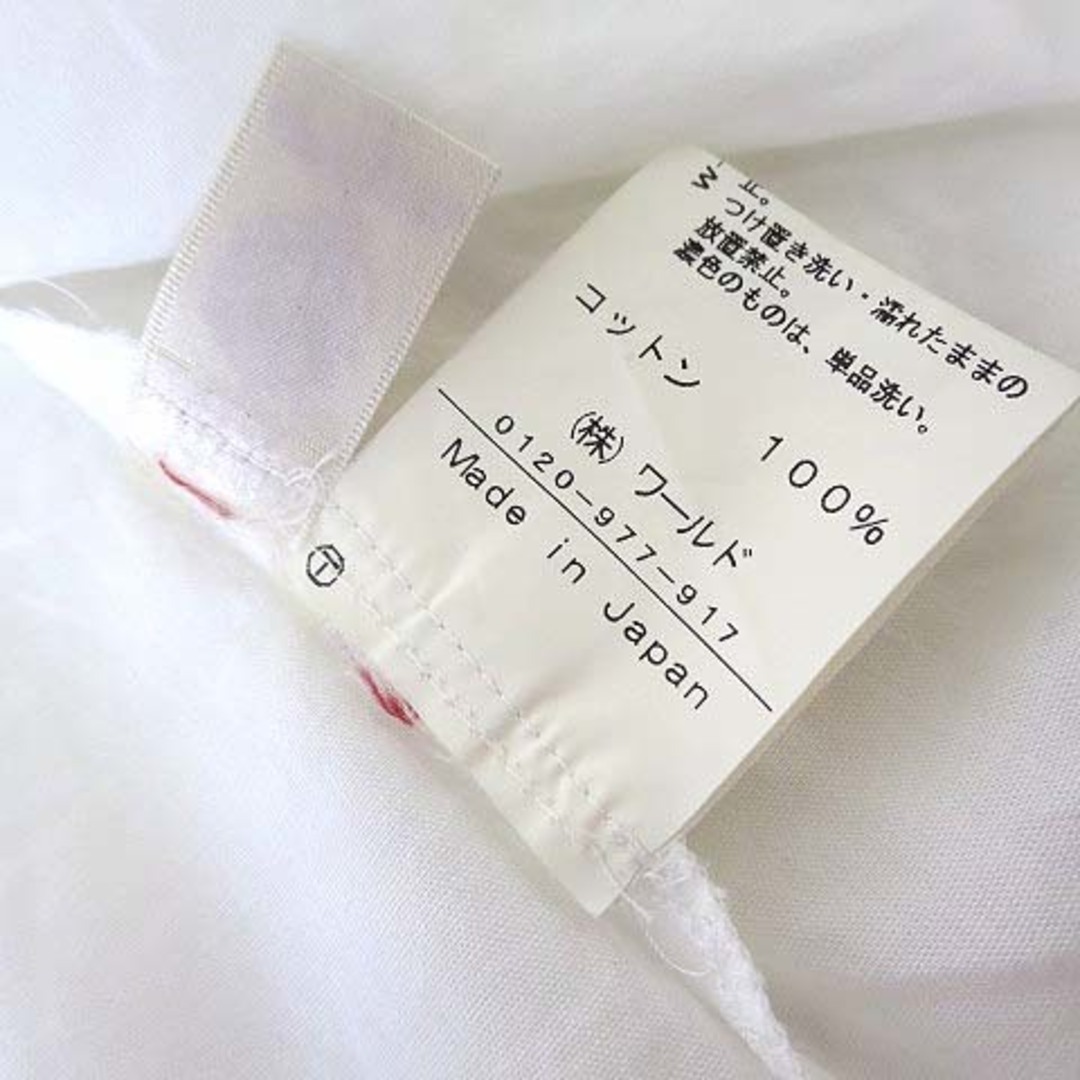 止。
つけ置き洗い・濡れたままの
放置禁止。
濃色のものは、単品洗い。
コットン 100%
(株)ワールド
0120-977-917
Made in Japan
T